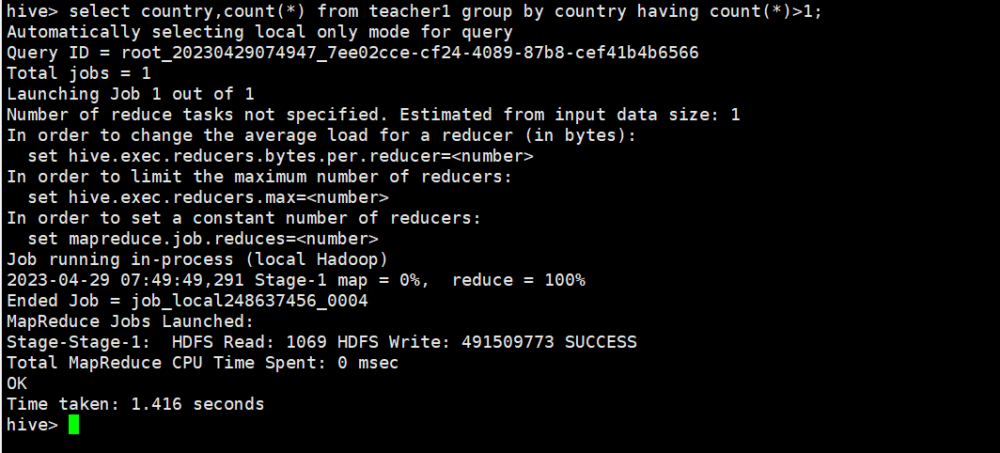 hive> select country,count(*) from teacher1 group by country having count(*)>1;
Automatically selecting local only mode for query
Query ID = root_20230429074947_7ee02cce-cf24-4089-87b8-cef41b4b6566
Total jobs = 1
Launching Job 1 out of 1
Number of reduce tasks not specified. Estimated from input data size: 1
In order to change the average load for a reducer (in bytes):
  set hive.exec.reducers.bytes.per.reducer=<number>
In order to limit the maximum number of reducers:
  set hive.exec.reducers.max=<number>
In order to set a constant number of reducers:
  set mapreduce.job.reduces=<number>
Job running in-process (local Hadoop)
2023-04-29 07:49:49,291 Stage-1 map = 0%,  reduce = 100%
Ended Job = job_local248637456_0004
MapReduce Jobs Launched:
Stage-Stage-1:  HDFS Read: 1069 HDFS Write: 491509773 SUCCESS
Total MapReduce CPU Time Spent: 0 msec
OK
Time taken: 1.416 seconds
hive>